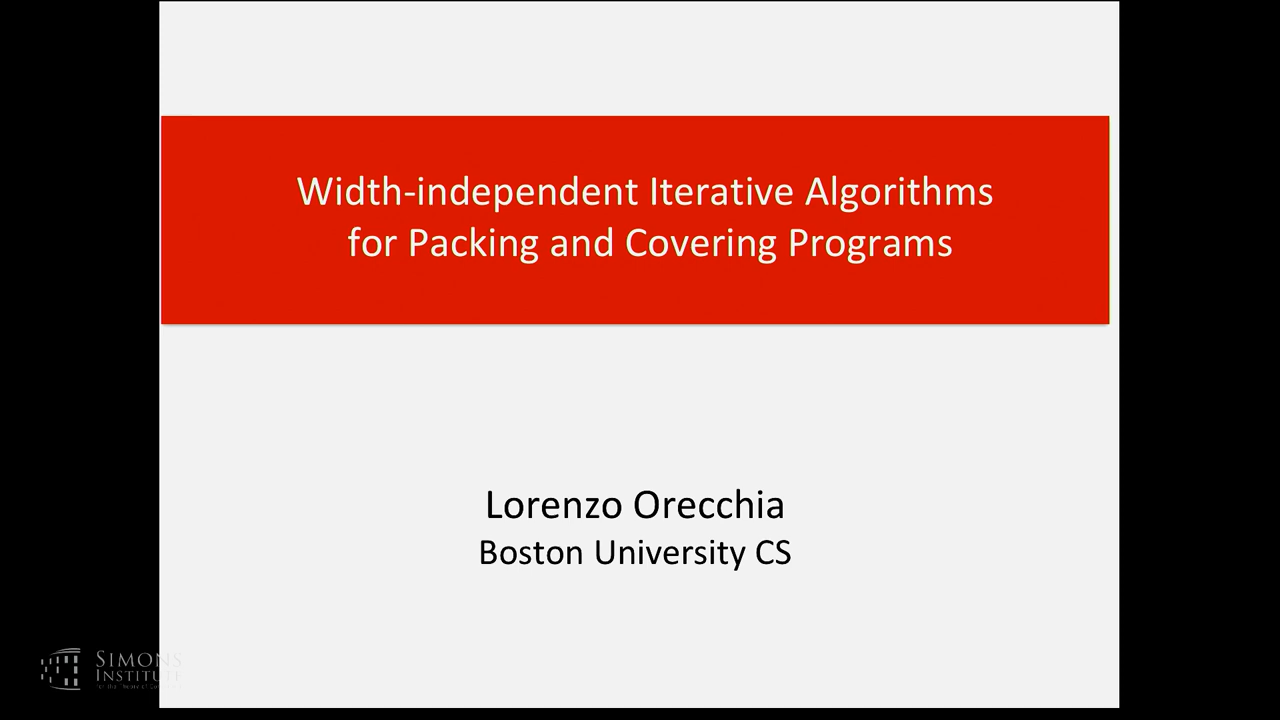 Width-independent Iterative Algorithms
for Packing and Covering Programs
Lorenzo Orecchia
Boston University CS
SIMONS
INSTITUTE